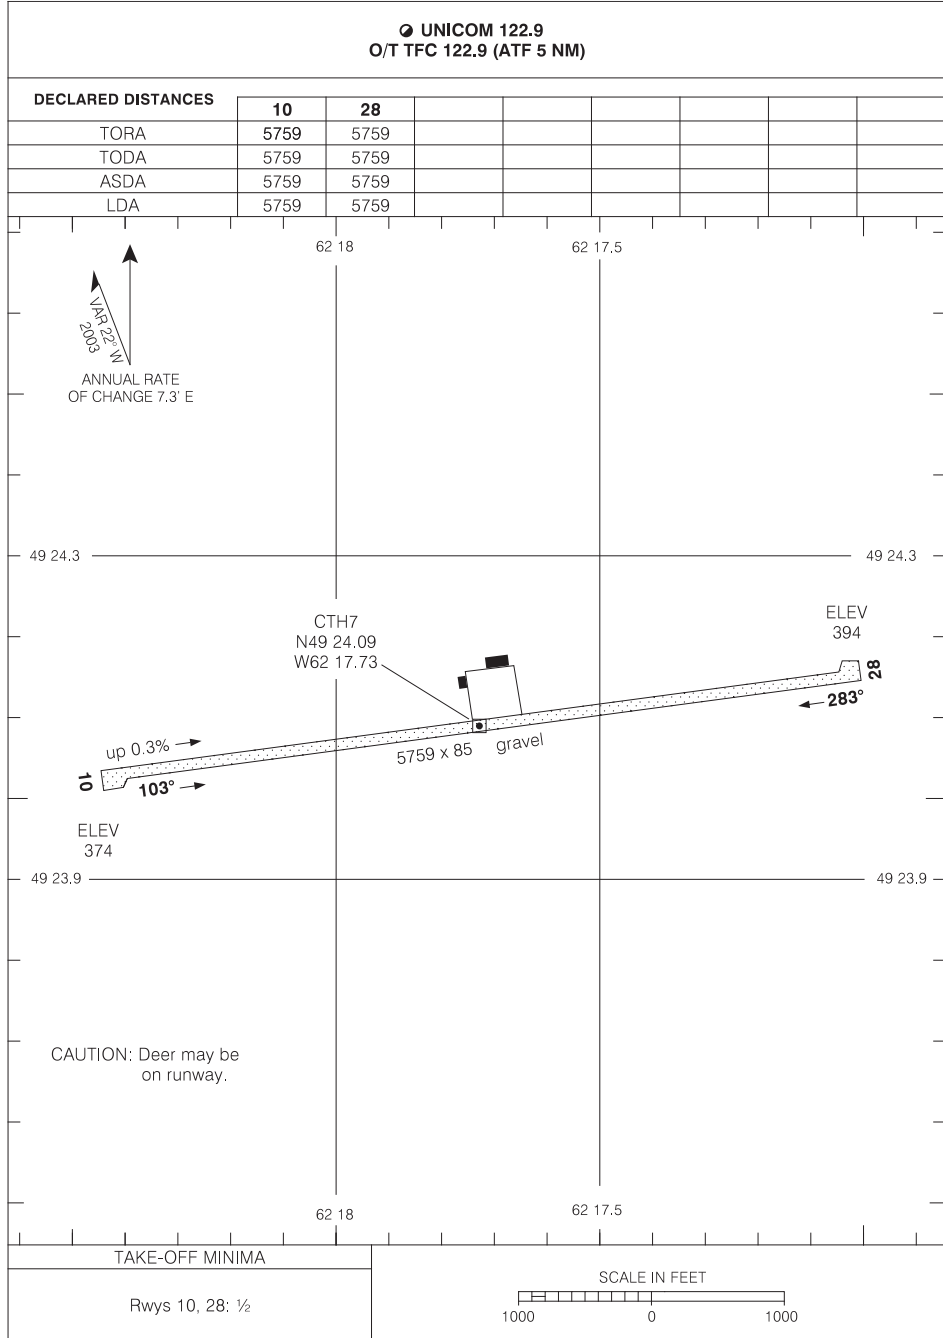 UNICOM 122.9
O/T TFC 122.9 (ATF 5 NM)
DECLARED DISTANCES 10 28
TORA 5759 5759
TODA 5759 5759
ASDA 5759 5759
LDA 5759 5759
62 18 62 17.5
VAR 22° W
2003
ANNUAL RATE
OF CHANGE 7.3' E
49 24.3 49 24.3
CTH7
N49 24.09
W62 17.73
ELEV
394
28
283°
up 0.3%
5759 x 85 gravel
10
103°
ELEV
374
49 23.9 49 23.9
CAUTION: Deer may be
on runway.
62 18 62 17.5
TAKE-OFF MINIMA
Rwys 10, 28: ½
SCALE IN FEET
1000 0 1000